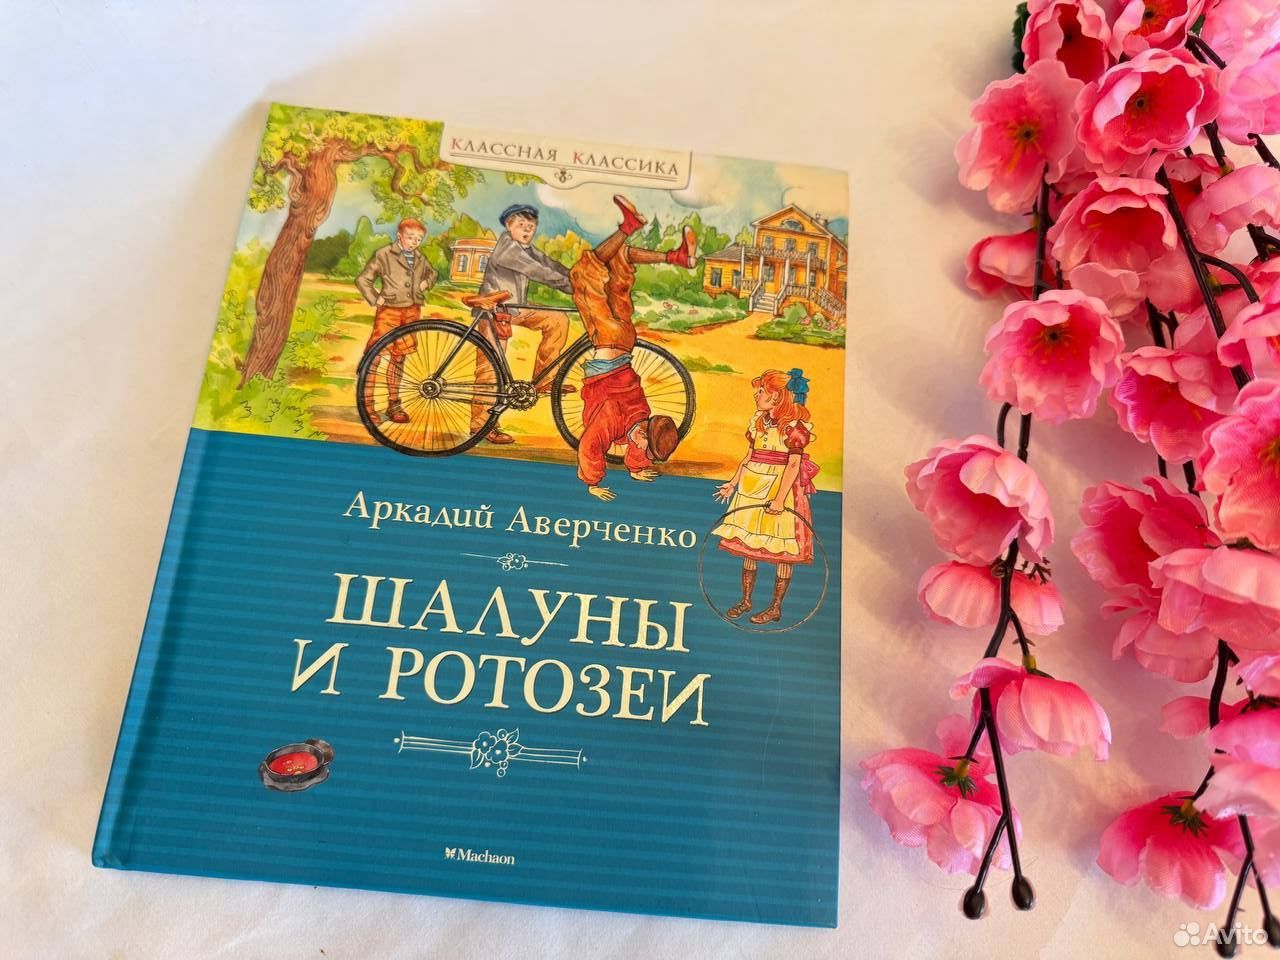 КЛАССНАЯ КЛАССИКА
Аркадий Аверченко
ШАЛУНЫ
И РОТОЗЕИ
Machaon
Avito